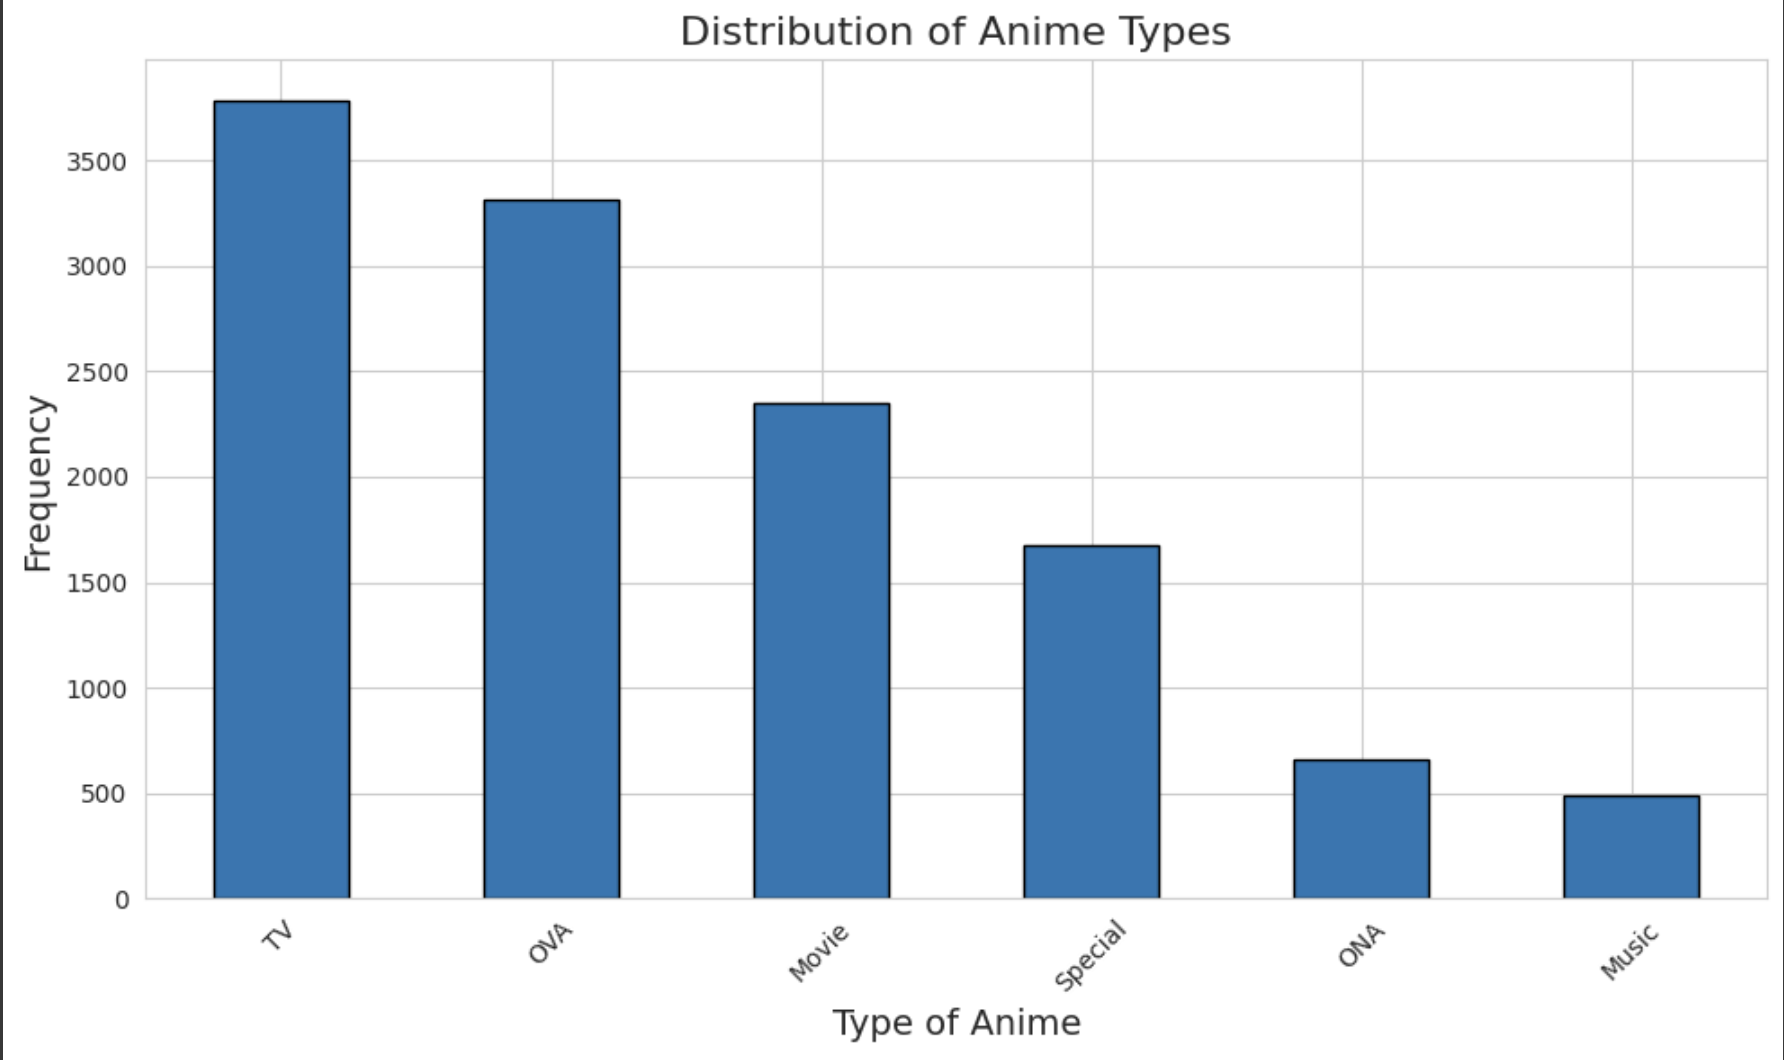 Distribution of Anime Types
Frequency
3500
3000
2500
2000
1500
1000
500
0
TV
OVA
Movie
Special
ONA
Music
Type of Anime